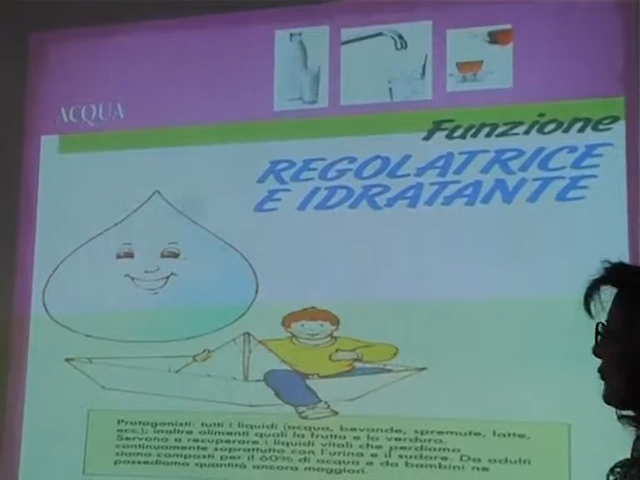 ACQUA
Funzione
REGOLATRICE
E IDRATANTE
Protagonisti: tutti i liquidi (acqua, bevande, spremute, latte,
ecc.); inoltre alimenti quali la frutta e la verdura.
Servono a recuperare i liquidi vitali che perdiamo
continuamente soprattutto con l'urina e il sudore. Da adulti
siamo composti per il 60% di acqua e da bambini ne
possediamo quantità ancora maggiori.